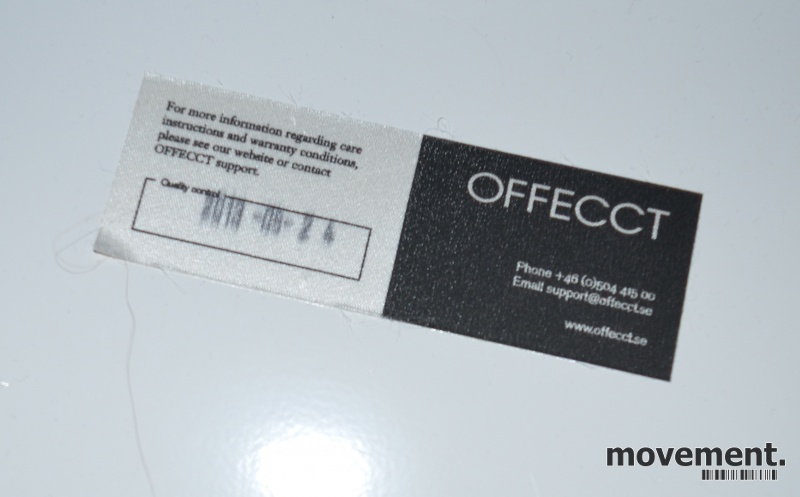 For more information regarding care
instructions and warranty conditions,
please see our website or contact
OFFECCT support.
Quality control
OFFECCT
Phone +46 (0)504 415 00
Email support@offecct.se
www.offecct.se
movement.